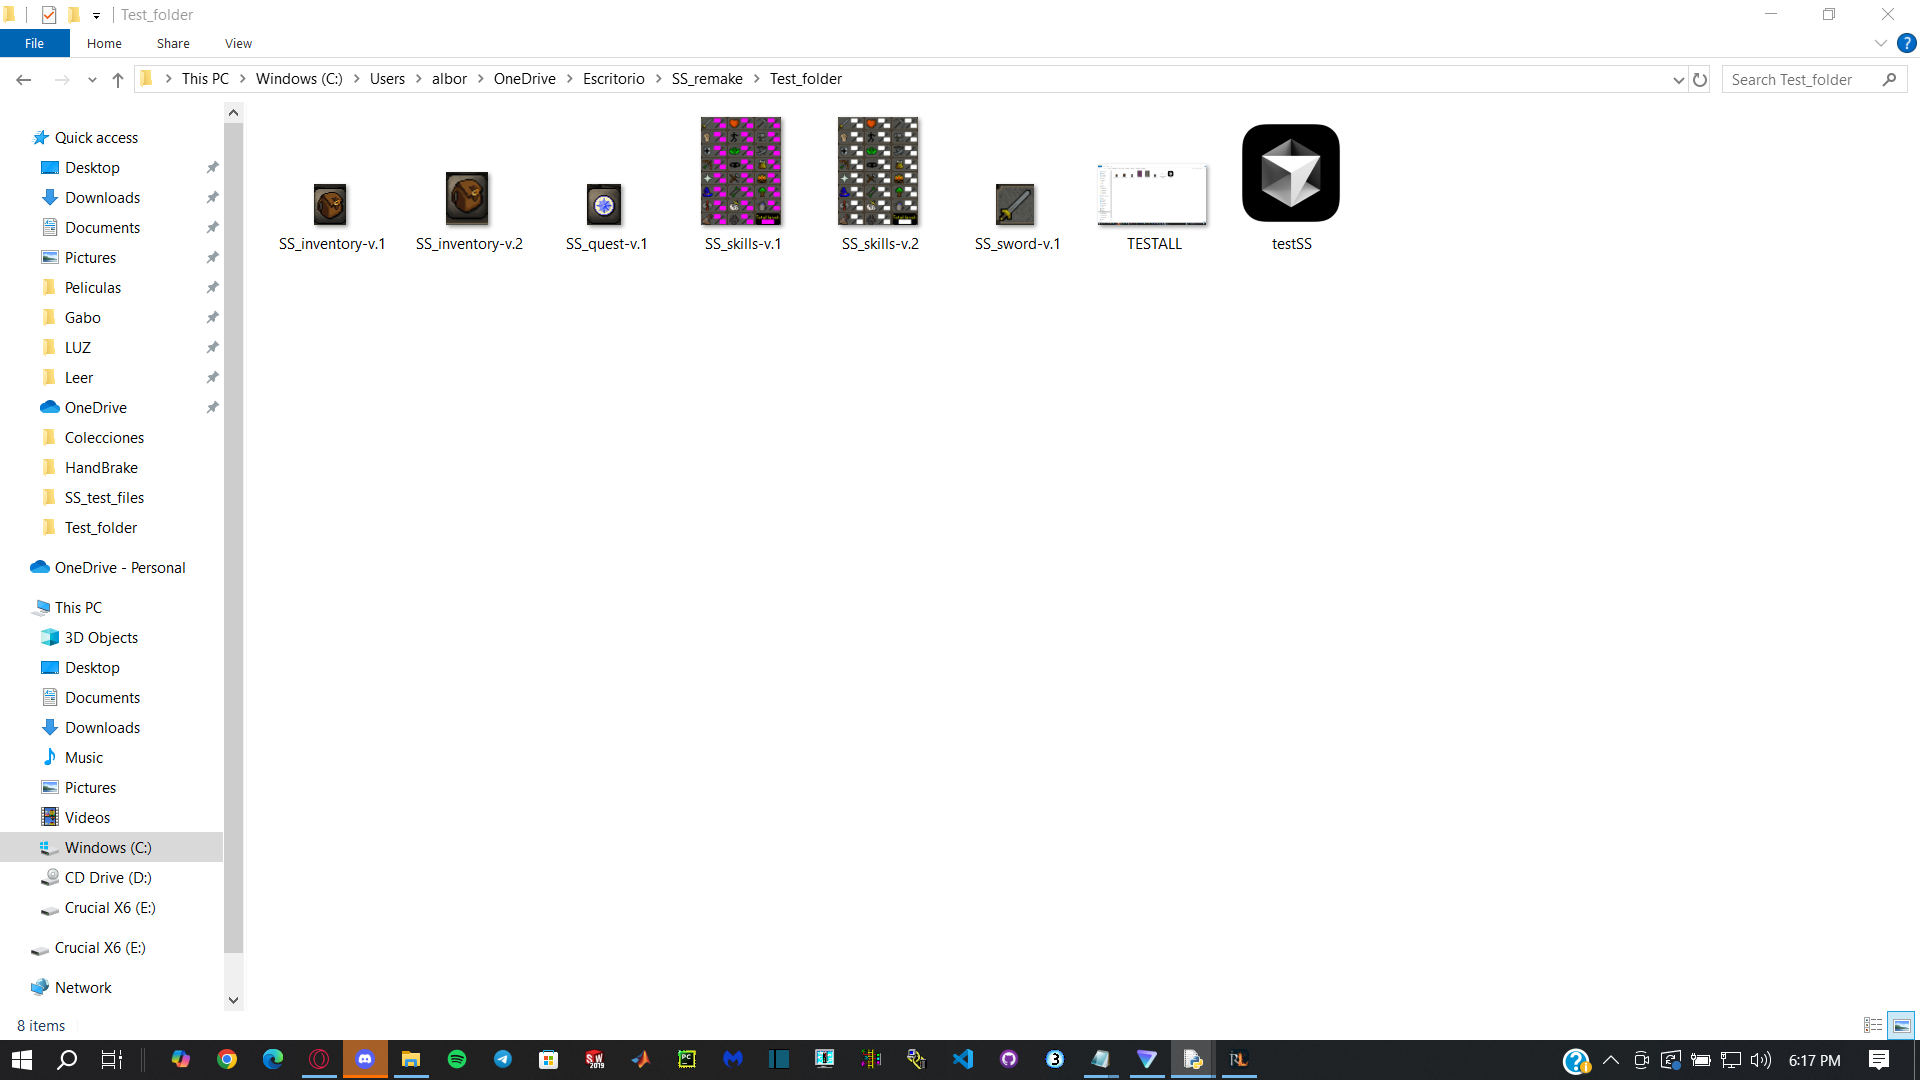 Test_folder
File Home Share View
This PC Windows (C:) Users albor OneDrive Escritorio SS_remake Test_folder
Search Test_folder
Quick access
Desktop
Downloads
Documents
Pictures
Peliculas
Gabo
LUZ
Leer
OneDrive
Colecciones
HandBrake
SS_test_files
Test_folder
OneDrive - Personal
This PC
3D Objects
Desktop
Documents
Downloads
Music
Pictures
Videos
Windows (C:)
CD Drive (D:)
Crucial X6 (E:)
Crucial X6 (E:)
Network
SS_inventory-v.1 SS_inventory-v.2 SS_quest-v.1 SS_skills-v.1 SS_skills-v.2 SS_sword-v.1 TESTALL testSS
8 items
6:17 PM